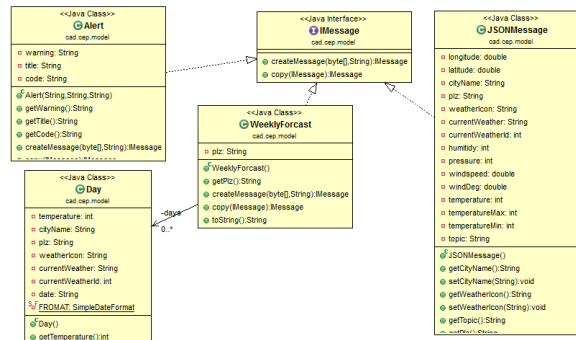 <<Java Class>>
Alert
cad.cep.model
warning: String
title: String
code: String
Alert(String,String,String)
getWarning():String
getTitle():String
getCode():String
createMessage(byte[],String):IMessage
copy(IMessage):IMessage
<<Java Interface>>
IMessage
cad.cep.model
createMessage(byte[],String):IMessage
copy(IMessage):IMessage
<<Java Class>>
JSONMessage
cad.cep.model
longitude: double
latitude: double
cityName: String
plz: String
weatherIcon: String
currentWeather: String
currentWeatherId: int
humitidy: int
pressure: int
windspeed: double
windDeg: double
temperature: int
temperatureMax: int
temperatureMin: int
topic: String
JSONMessage()
getCityName():String
setCityName(String):void
getWeatherIcon():String
setWeatherIcon(String):void
getTopic():String
getPlz():String
<<Java Class>>
WeeklyForcast
cad.cep.model
plz: String
WeeklyForcast()
getPlz():String
createMessage(byte[],String):IMessage
copy(IMessage):IMessage
toString():String
-days
0..*
<<Java Class>>
Day
cad.cep.model
temperature: int
cityName: String
plz: String
weatherIcon: String
currentWeather: String
currentWeatherId: int
date: String
FROMAT: SimpleDateFormat
Day()
getTemperature():int